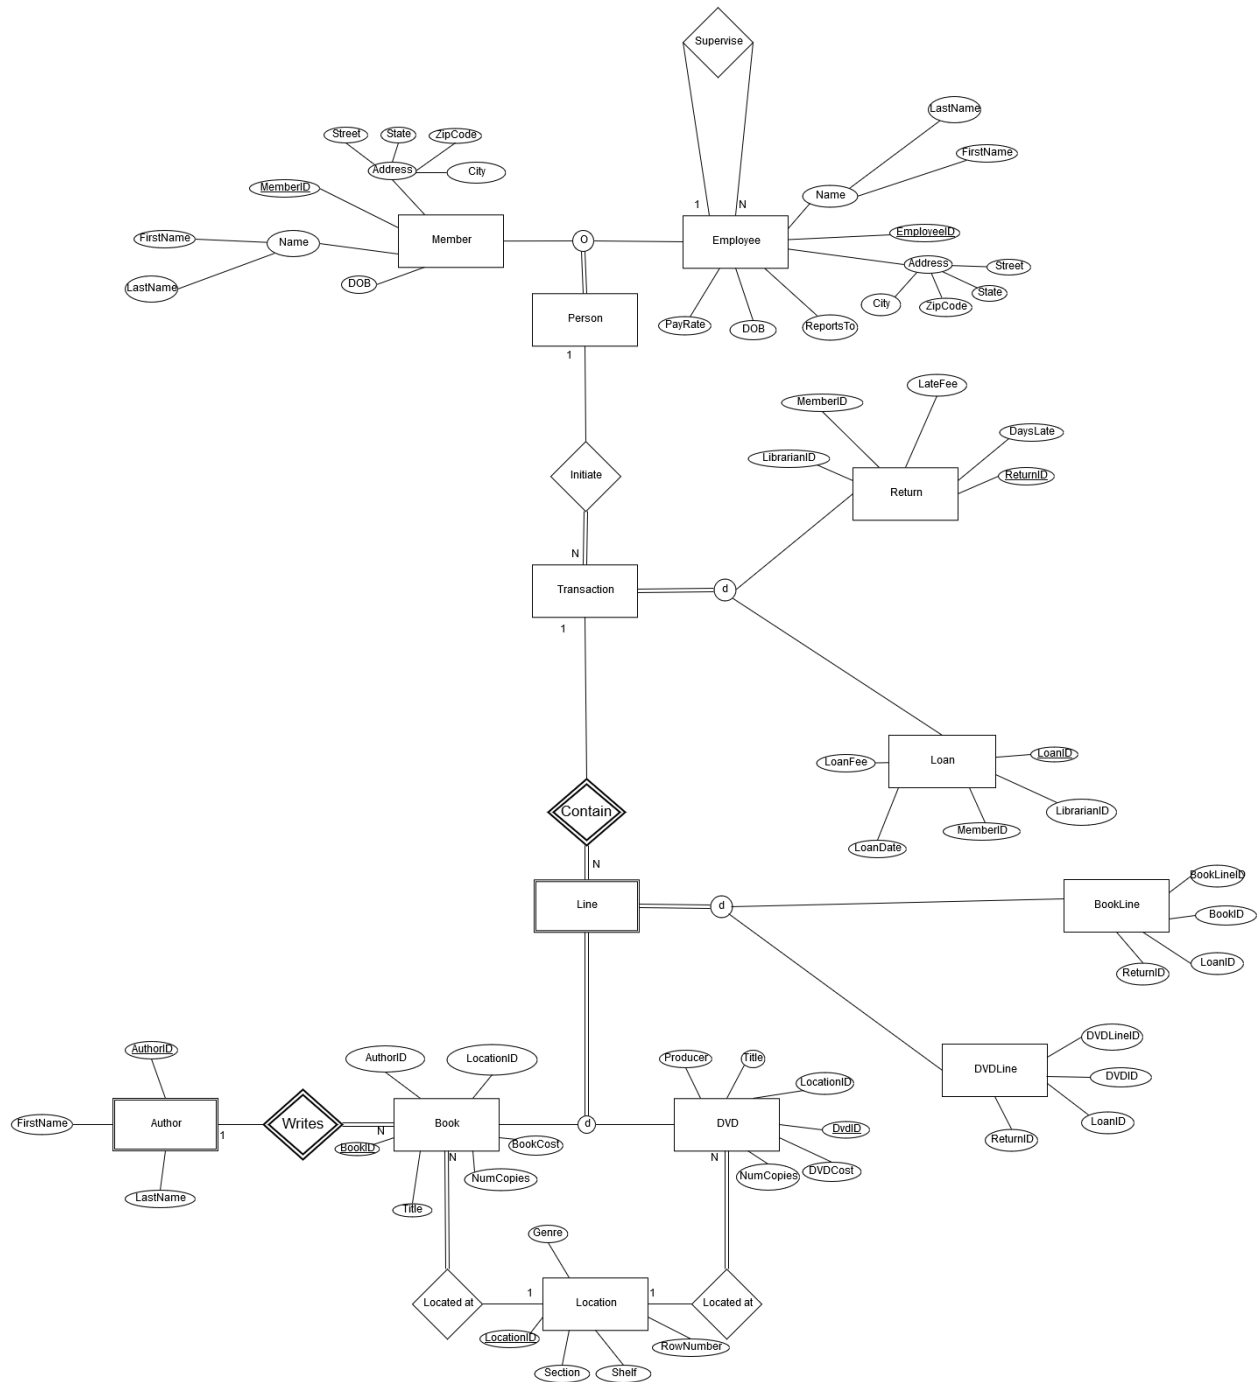 Supervise
LastName
Street
State
ZipCode
FirstName
Address
City
MemberID
Name
1
N
Member
O
Employee
EmployeeID
FirstName
Name
Address
Street
LastName
DOB
State
City
ZipCode
Person
PayRate
DOB
ReportsTo
1
LateFee
MemberID
DaysLate
LibrarianID
Initiate
ReturnID
Return
N
Transaction
d
1
Loan
LoanID
LoanFee
Contain
LibrarianID
MemberID
LoanDate
N
BookLineID
Line
d
BookLine
BookID
LoanID
ReturnID
DVDLineID
AuthorID
AuthorID
LocationID
Producer
Title
DVDLine
DVDID
LocationID
FirstName
Author
1
Writes
N
Book
d
DVD
DvdID
LoanID
BookID
BookCost
ReturnID
N
N
DVDCost
NumCopies
NumCopies
LastName
Title
Genre
Located at
1
Location
1
Located at
LocationID
RowNumber
Section
Shelf